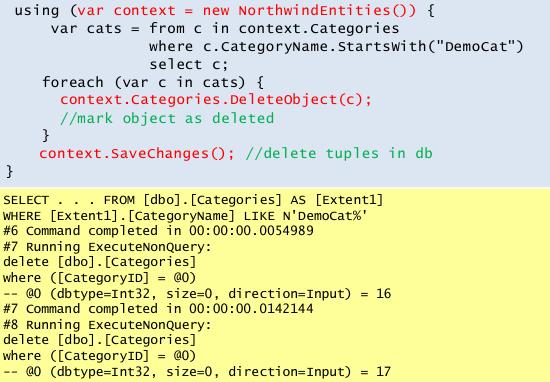 using (var context = new NorthwindEntities()) {
var cats = from c in context.Categories
where c.CategoryName.StartsWith("DemoCat")
select c;
foreach (var c in cats) {
context.Categories.DeleteObject(c);
//mark object as deleted
}
context.SaveChanges(); //delete tuples in db
}
SELECT . . . FROM [dbo].[Categories] AS [Extent1]
WHERE [Extent1].[CategoryName] LIKE N'DemoCat%'
#6 Command completed in 00:00:00.0054989
#7 Running ExecuteNonQuery:
delete [dbo].[Categories]
where ([CategoryID] = @0)
-- @0 (dbtype=Int32, size=0, direction=Input) = 16
#7 Command completed in 00:00:00.0142144
#8 Running ExecuteNonQuery:
delete [dbo].[Categories]
where ([CategoryID] = @0)
-- @0 (dbtype=Int32, size=0, direction=Input) = 17